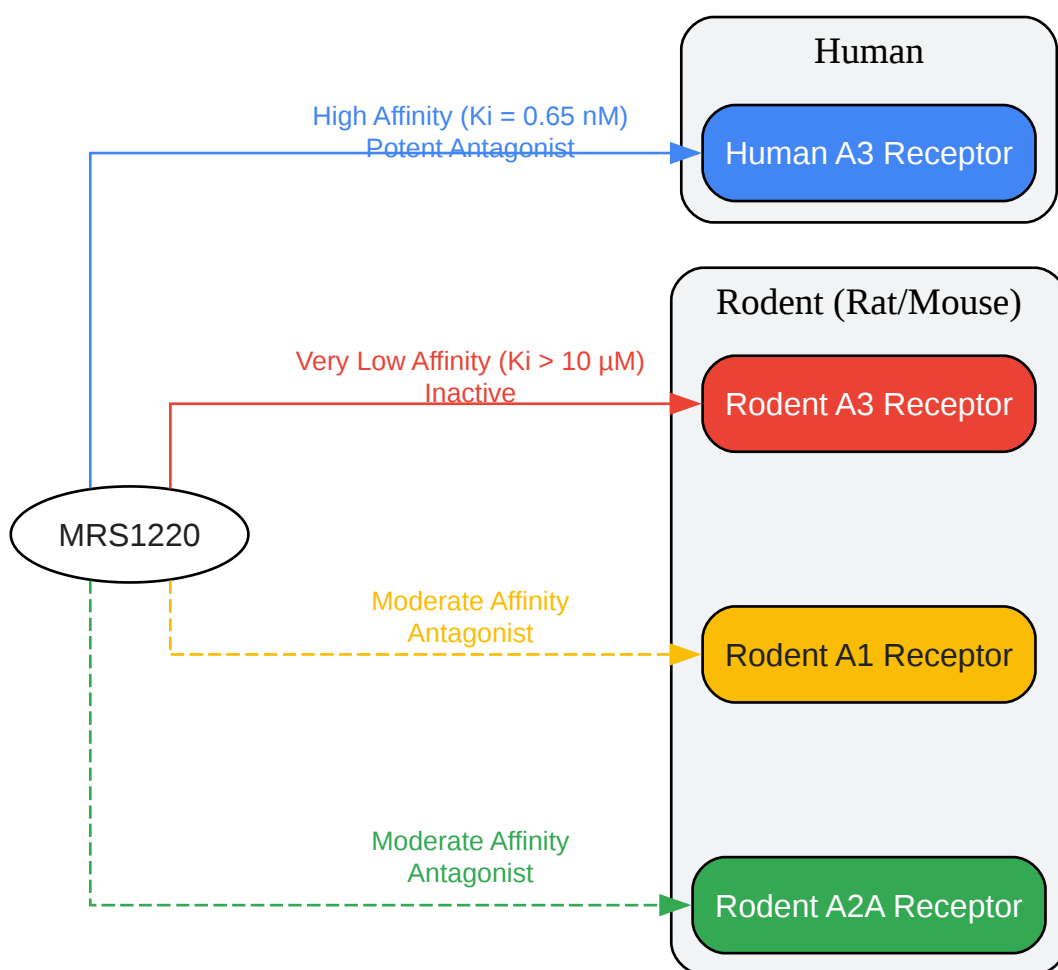 Human
High Affinity (Ki = 0.65 nM)
Potent Antagonist
Human A3 Receptor
Rodent (Rat/Mouse)
Very Low Affinity (Ki > 10 µM)
Inactive
Rodent A3 Receptor
MRS1220
Moderate Affinity
Antagonist
Rodent A1 Receptor
Moderate Affinity
Antagonist
Rodent A2A Receptor